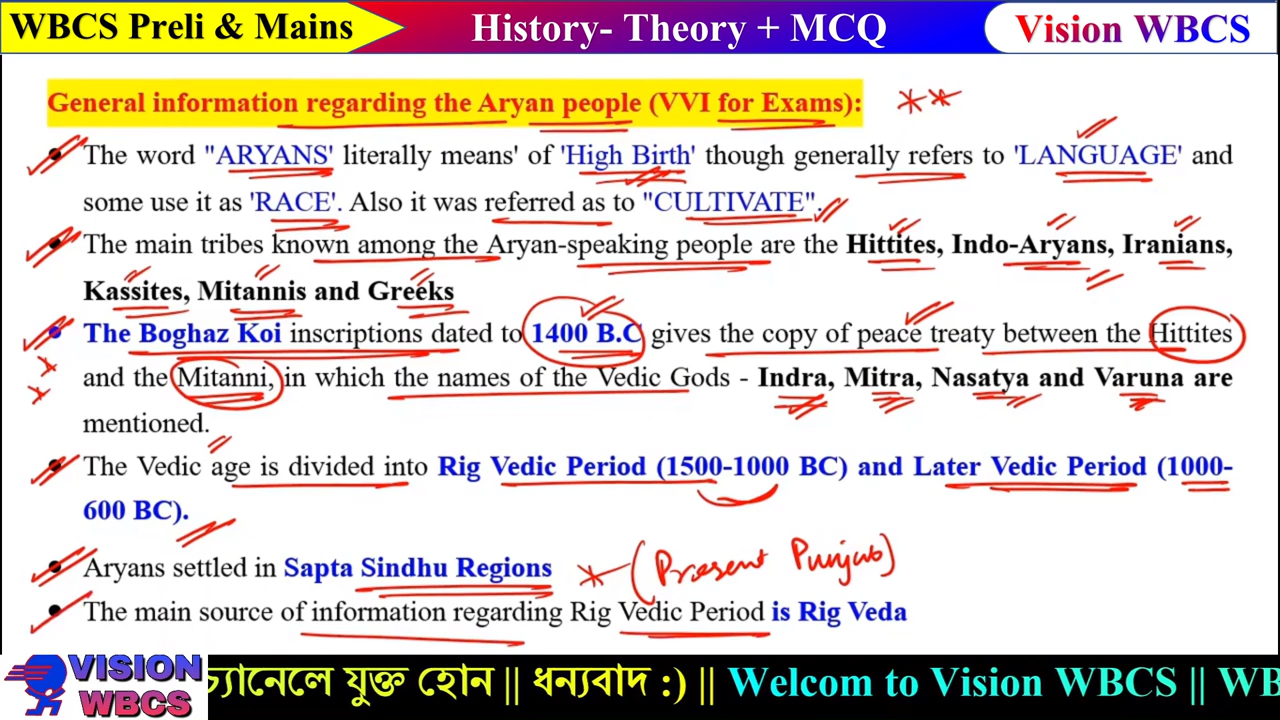 WBCS Preli & Mains
History- Theory + MCQ
Vision WBCS
General information regarding the Aryan people (VVI for Exams):
• The word "ARYANS' literally means' of 'High Birth' though generally refers to 'LANGUAGE' and
some use it as 'RACE'. Also it was referred as to "CULTIVATE".
• The main tribes known among the Aryan-speaking people are the Hittites, Indo-Aryans, Iranians,
Kassites, Mitannis and Greeks
• The Boghaz Koi inscriptions dated to 1400 B.C gives the copy of peace treaty between the Hittites
and the Mitanni, in which the names of the Vedic Gods - Indra, Mitra, Nasatya and Varuna are
mentioned.
• The Vedic age is divided into Rig Vedic Period (1500-1000 BC) and Later Vedic Period (1000-
600 BC).
• Aryans settled in Sapta Sindhu Regions (Present Punjab)
• The main source of information regarding Rig Vedic Period is Rig Veda
VISION
WBCS
চ্যানেলে যুক্ত হোন || ধন্যবাদ :) || Welcome to Vision WBCS || WB